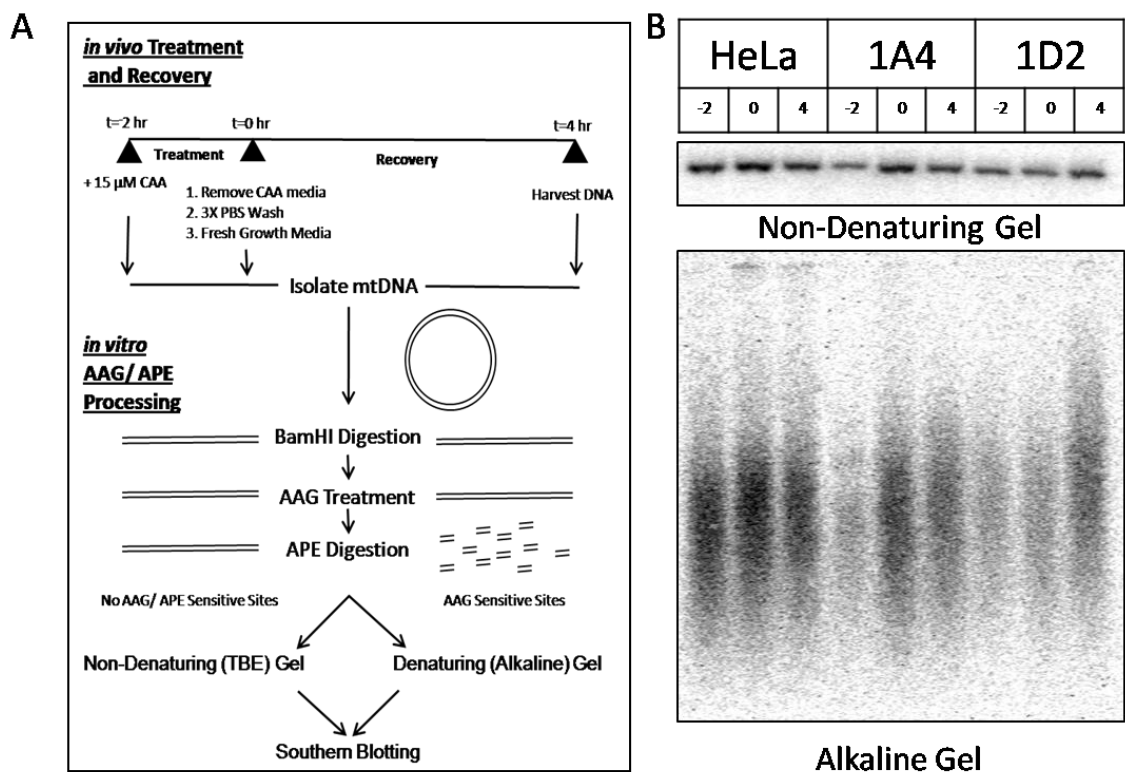 A
in vivo Treatment
and Recovery
t=-2 hr
t=0 hr
t=4 hr
Treatment
Recovery
+ 15 µM CAA
1. Remove CAA media
2. 3X PBS Wash
3. Fresh Growth Media
Harvest DNA
Isolate mtDNA
in vitro
AAG/ APE
Processing
BamHI Digestion
AAG Treatment
APE Digestion
No AAG/ APE Sensitive Sites
AAG Sensitive Sites
Non-Denaturing (TBE) Gel
Denaturing (Alkaline) Gel
Southern Blotting
B
HeLa 1A4 1D2
-2 0 4 -2 0 4 -2 0 4
Non-Denaturing Gel
Alkaline Gel